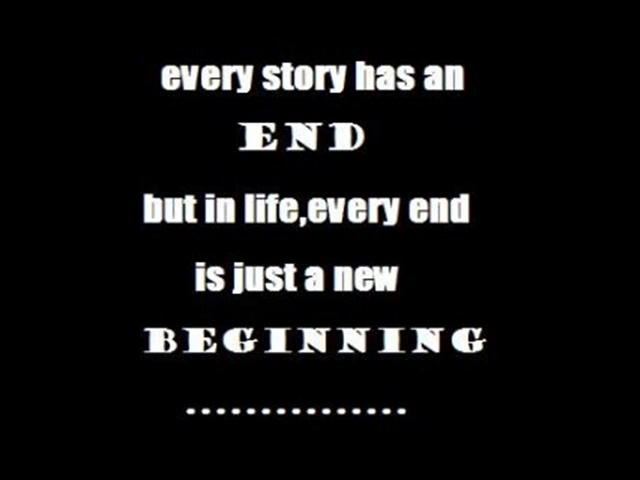 every story has an
END
but in life,every end
is just a new
BEGINNING
...............